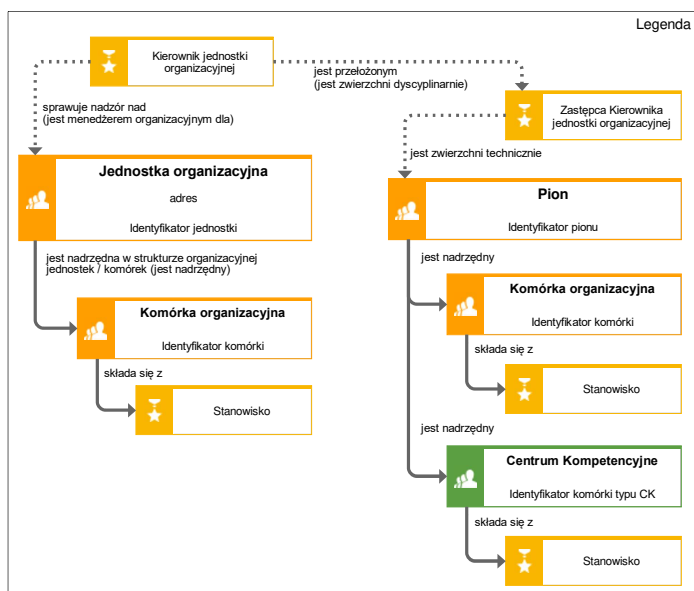 Legenda
Kierownik jednostki
organizacyjnej
jest przełożonym
(jest zwierzchni dyscyplinarnie)
sprawuje nadzór nad
(jest menedżerem organizacyjnym dla)
Zastępca Kierownika
jednostki organizacyjnej
jest zwierzchni technicznie
Jednostka organizacyjna
adres
Identyfikator jednostki
Pion
Identyfikator pionu
jest nadrzędna w strukturze organizacyjnej
jednostek / komórek (jest nadrzędny)
jest nadrzędny
Komórka organizacyjna
Identyfikator komórki
Komórka organizacyjna
Identyfikator komórki
składa się z
Stanowisko
składa się z
Stanowisko
jest nadrzędny
Centrum Kompetencyjne
Identyfikator komórki typu CK
składa się z
Stanowisko